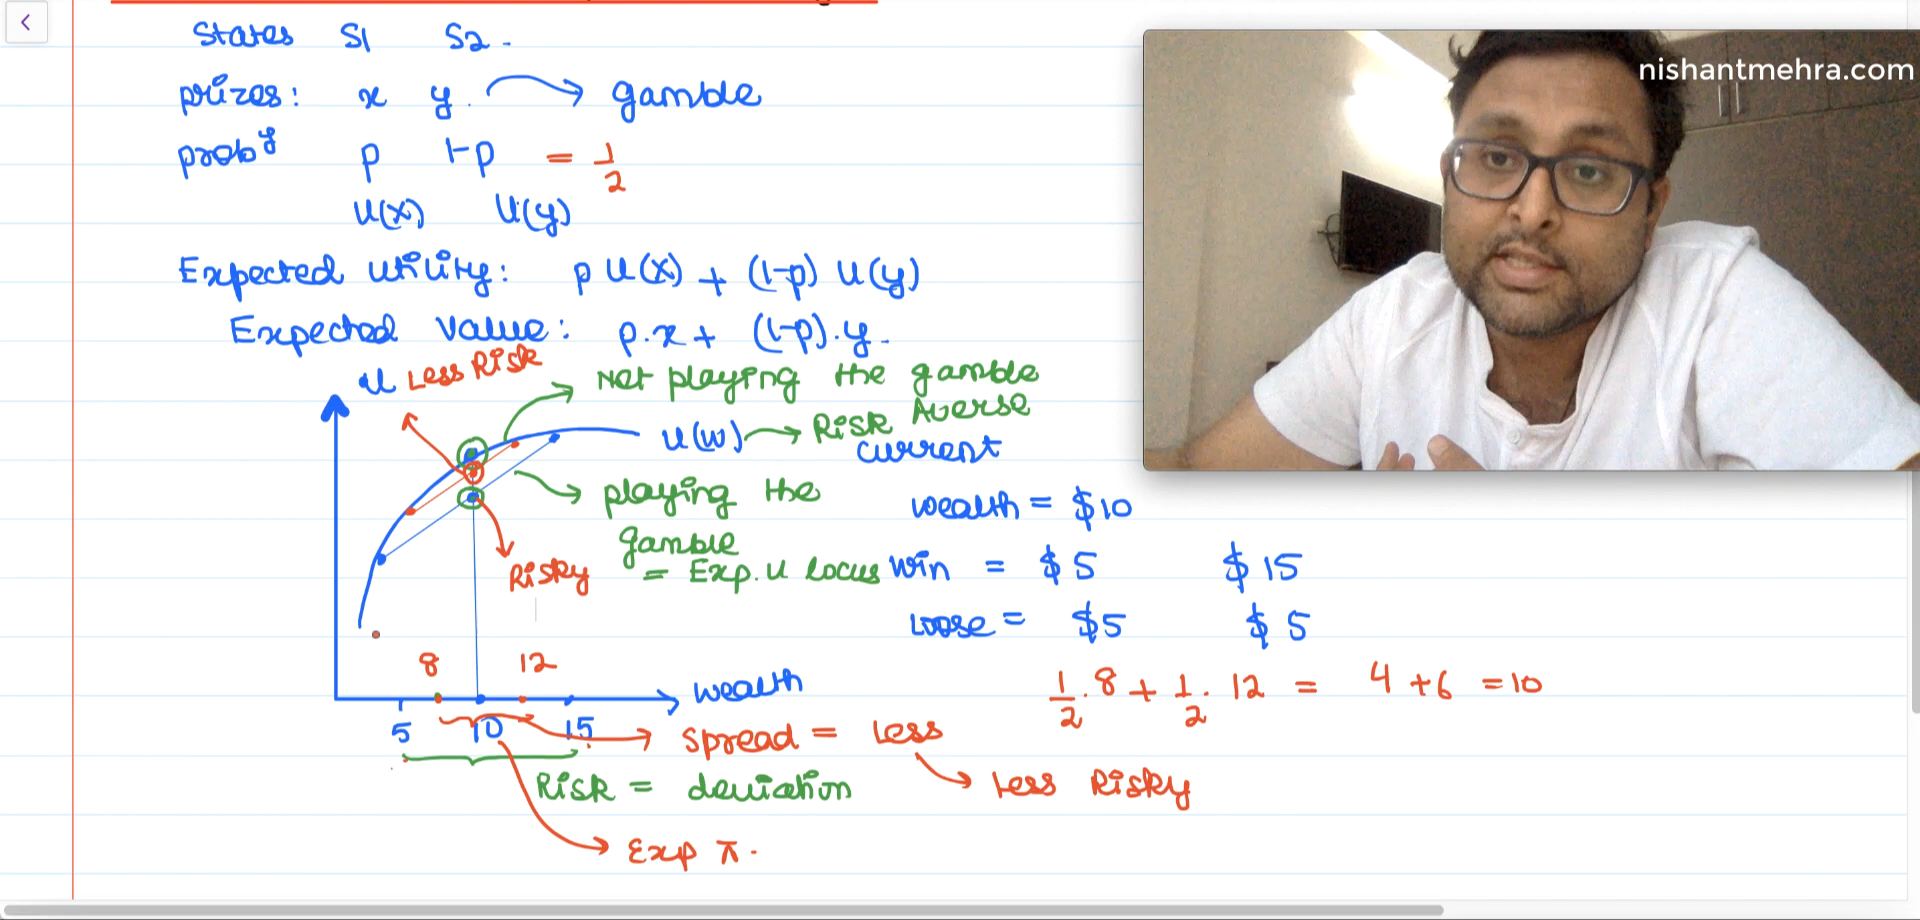 States S1 S2 .
prizes: x y. → gamble
prob^y p 1-p = 1/2
U(x) U(y)
Expected utility: p U(x) + (1-p) U(y)
Expected value: p.x + (1-p).y.
U Less Risk
Not playing the gamble
U(w) → Risk Averse
current
wealth = $10
playing the
gamble
= Exp. U locus
Risky
win = $5 $15
loose = $5 $5
8 12
1/2 . 8 + 1/2 . 12 = 4 + 6 = 10
wealth
5 10 15
spread = Less
Less Risky
Risk = deviation
Exp π.
nishantmehra.com